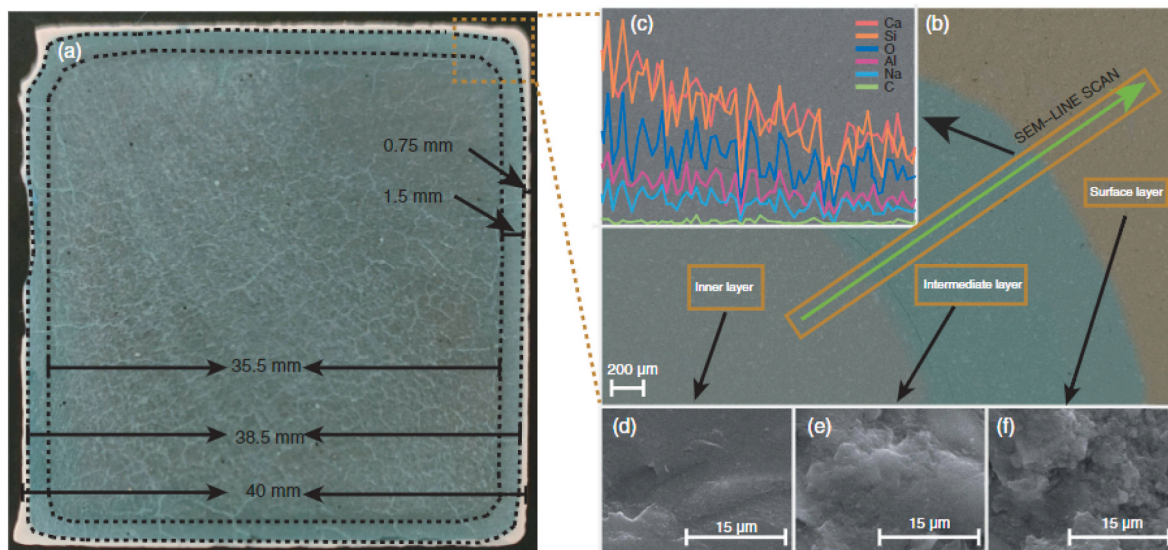 (a)
0.75 mm
1.5 mm
35.5 mm
38.5 mm
40 mm
(c)
Ca
Si
O
Al
Na
C
(b)
SEM--LINE SCAN
Surface layer
Inner layer
Intermediate layer
200 µm
(d)
15 µm
(e)
15 µm
(f)
15 µm